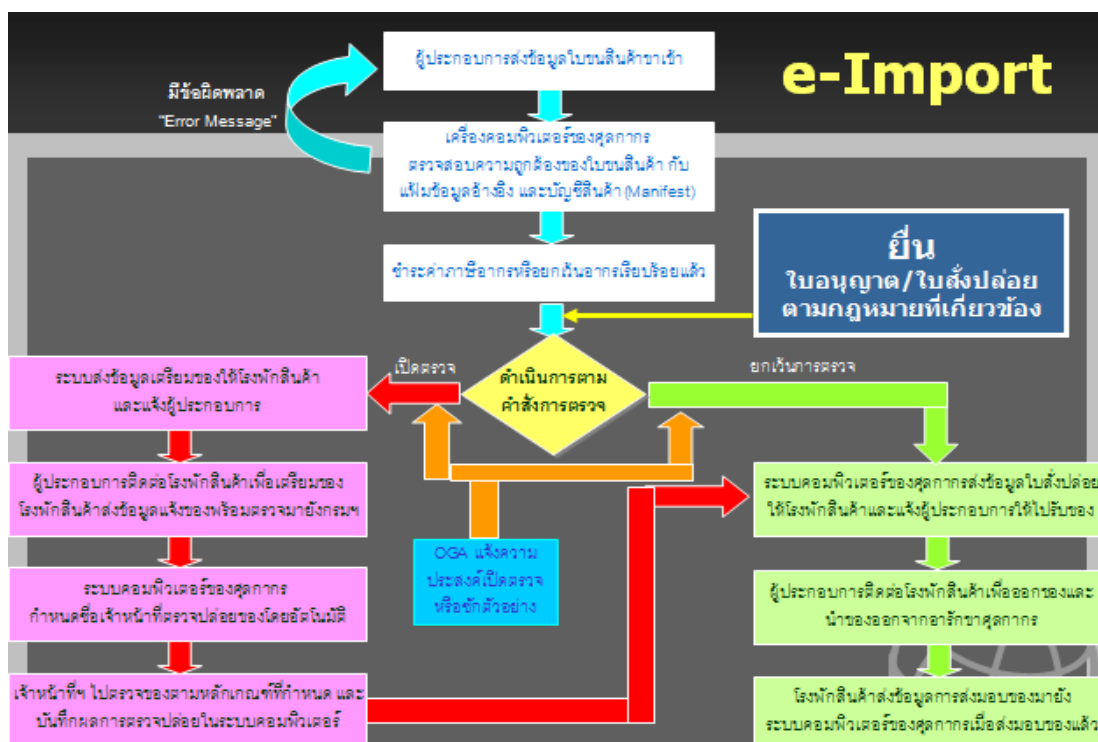 e-Import
ผู้ประกอบการส่งข้อมูลใบขนสินค้าขาเข้า
มีข้อผิดพลาด
"Error Message"
เครื่องคอมพิวเตอร์ของศุลกากร
ตรวจสอบความถูกต้องของใบขนสินค้า กับ
แฟ้มข้อมูลอ้างอิง และบัญชีสินค้า (Manifest)
ชำระค่าภาษีอากรหรือยกเว้นอากรเรียบร้อยแล้ว
ยื่น
ใบอนุญาต/ใบสั่งปล่อย
ตามกฎหมายที่เกี่ยวข้อง
ดำเนินการตาม
คำสั่งการตรวจ
เปิดตรวจ
ยกเว้นการตรวจ
ระบบส่งข้อมูลเตรียมของให้โรงพักสินค้า
และแจ้งผู้ประกอบการ
ผู้ประกอบการติดต่อโรงพักสินค้าเพื่อเตรียมของ
โรงพักสินค้าส่งข้อมูลแจ้งของพร้อมตรวจมายังกรมฯ
ระบบคอมพิวเตอร์ของศุลกากร
กำหนดชื่อเจ้าหน้าที่ตรวจปล่อยของโดยอัตโนมัติ
เจ้าหน้าที่ฯ ไปตรวจของตามหลักเกณฑ์ที่กำหนด และ
บันทึกผลการตรวจปล่อยในระบบคอมพิวเตอร์
OGA แจ้งความ
ประสงค์เปิดตรวจ
หรือชักตัวอย่าง
ระบบคอมพิวเตอร์ของศุลกากรส่งข้อมูลใบสั่งปล่อย
ให้โรงพักสินค้าและแจ้งผู้ประกอบการให้ไปรับของ
ผู้ประกอบการติดต่อโรงพักสินค้าเพื่อออกของและ
นำของออกจากอารักขาศุลกากร
โรงพักสินค้าส่งข้อมูลการส่งมอบของมายัง
ระบบคอมพิวเตอร์ของศุลกากรเมื่อส่งมอบของแล้ว